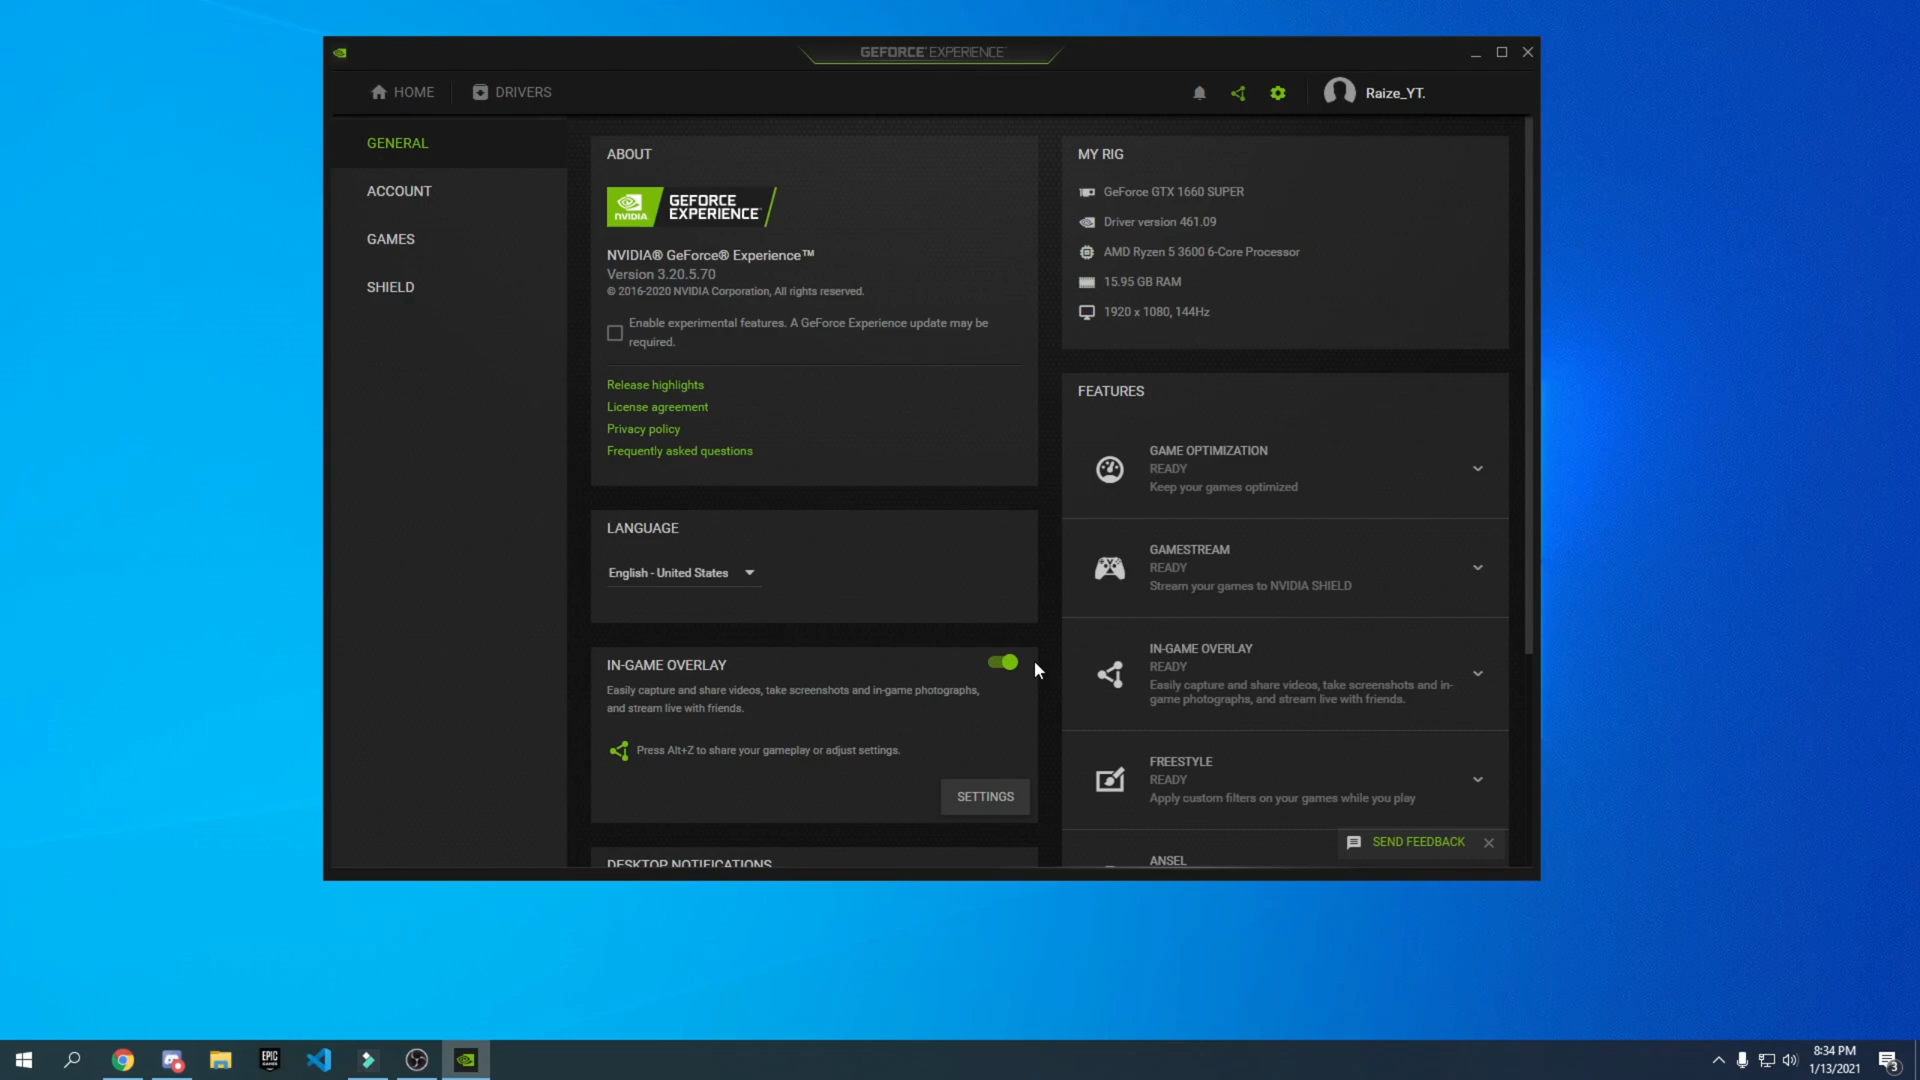 GEFORCE EXPERIENCE
HOME
DRIVERS
Raize_YT.
GENERAL
ACCOUNT
GAMES
SHIELD
ABOUT
NVIDIA
GEFORCE
EXPERIENCE
NVIDIA® GeForce® Experience™
Version 3.20.5.70
© 2016-2020 NVIDIA Corporation, All rights reserved.
Enable experimental features. A GeForce Experience update may be
required.
Release highlights
License agreement
Privacy policy
Frequently asked questions
LANGUAGE
English - United States
IN-GAME OVERLAY
Easily capture and share videos, take screenshots and in-game photographs,
and stream live with friends.
Press Alt+Z to share your gameplay or adjust settings.
SETTINGS
DESKTOP NOTIFICATIONS
MY RIG
GeForce GTX 1660 SUPER
Driver version 461.09
AMD Ryzen 5 3600 6-Core Processor
15.95 GB RAM
1920 x 1080, 144Hz
FEATURES
GAME OPTIMIZATION
READY
Keep your games optimized
GAMESTREAM
READY
Stream your games to NVIDIA SHIELD
IN-GAME OVERLAY
READY
Easily capture and share videos, take screenshots and in-
game photographs, and stream live with friends.
FREESTYLE
READY
Apply custom filters on your games while you play
SEND FEEDBACK
ANSEL
EPIC
GAMES
8:34 PM
1/13/2021
3